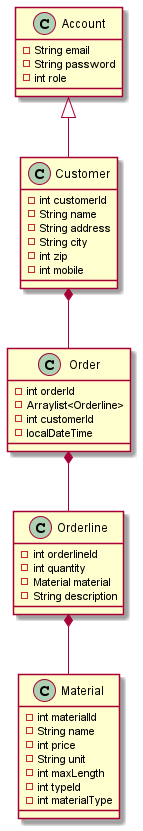 C Account
String email
String password
int role
C Customer
int customerId
String name
String address
String city
int zip
int mobile
C Order
int orderId
Arraylist<Orderline>
int customerId
localDateTime
C Orderline
int orderlineId
int quantity
Material material
String description
C Material
int materialId
String name
int price
String unit
int maxLength
int typeId
int materialType